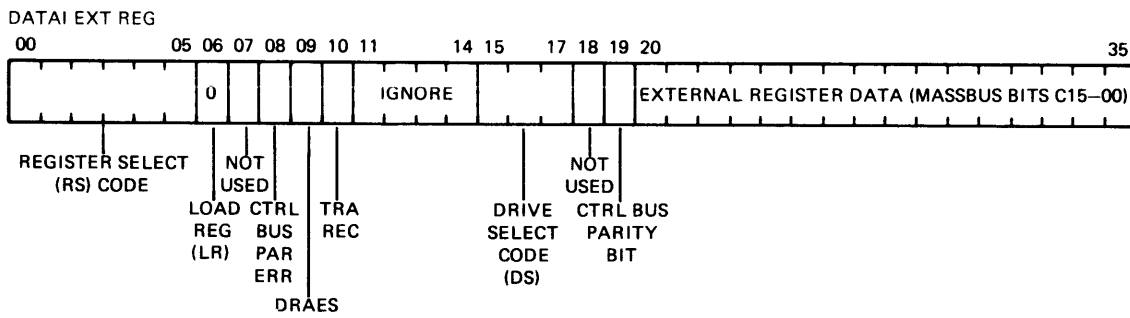 DATAI EXT REG
00 05 06 07 08 09 10 11 14 15 17 18 19 20 35
0 IGNORE EXTERNAL REGISTER DATA (MASSBUS BITS C15–00)
REGISTER SELECT NOT NOT
(RS) CODE USED USED
LOAD CTRL TRA DRIVE CTRL BUS
REG BUS REC SELECT PARITY
(LR) PAR CODE BIT
ERR (DS)
DRAES